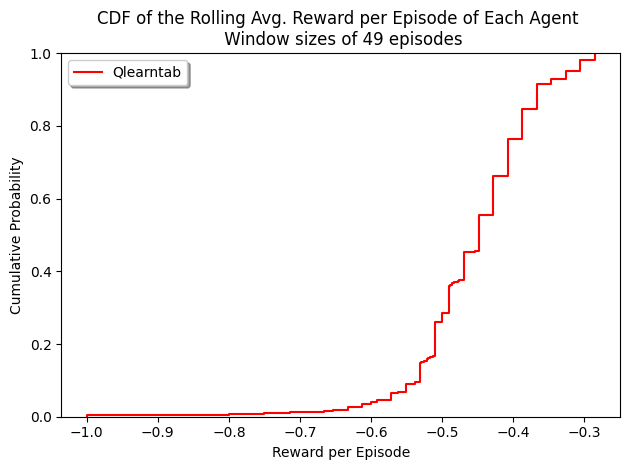 CDF of the Rolling Avg. Reward per Episode of Each Agent
Window sizes of 49 episodes
Qlearntab
Cumulative Probability
1.0
0.8
0.6
0.4
0.2
0.0
−1.0 −0.9 −0.8 −0.7 −0.6 −0.5 −0.4 −0.3
Reward per Episode